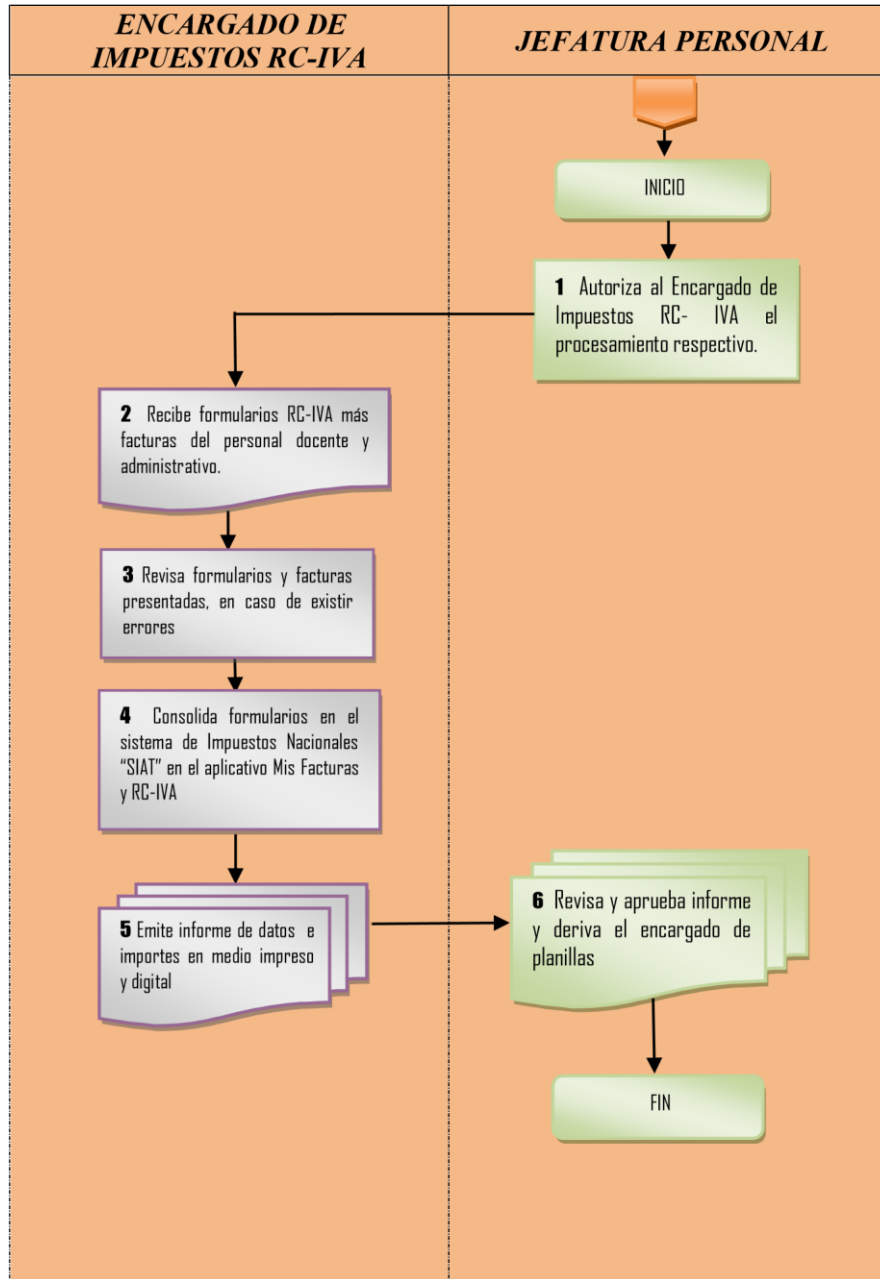 ENCARGADO DE
IMPUESTOS RC-IVA
JEFATURA PERSONAL
INICIO
1 Autoriza al Encargado de
Impuestos RC- IVA el
procesamiento respectivo.
2 Recibe formularios RC-IVA más
facturas del personal docente y
administrativo.
3 Revisa formularios y facturas
presentadas, en caso de existir
errores
4 Consolida formularios en el
sistema de Impuestos Nacionales
"SIAT" en el aplicativo Mis Facturas
y RC-IVA
5 Emite informe de datos e
importes en medio impreso
y digital
6 Revisa y aprueba informe
y deriva el encargado de
planillas
FIN